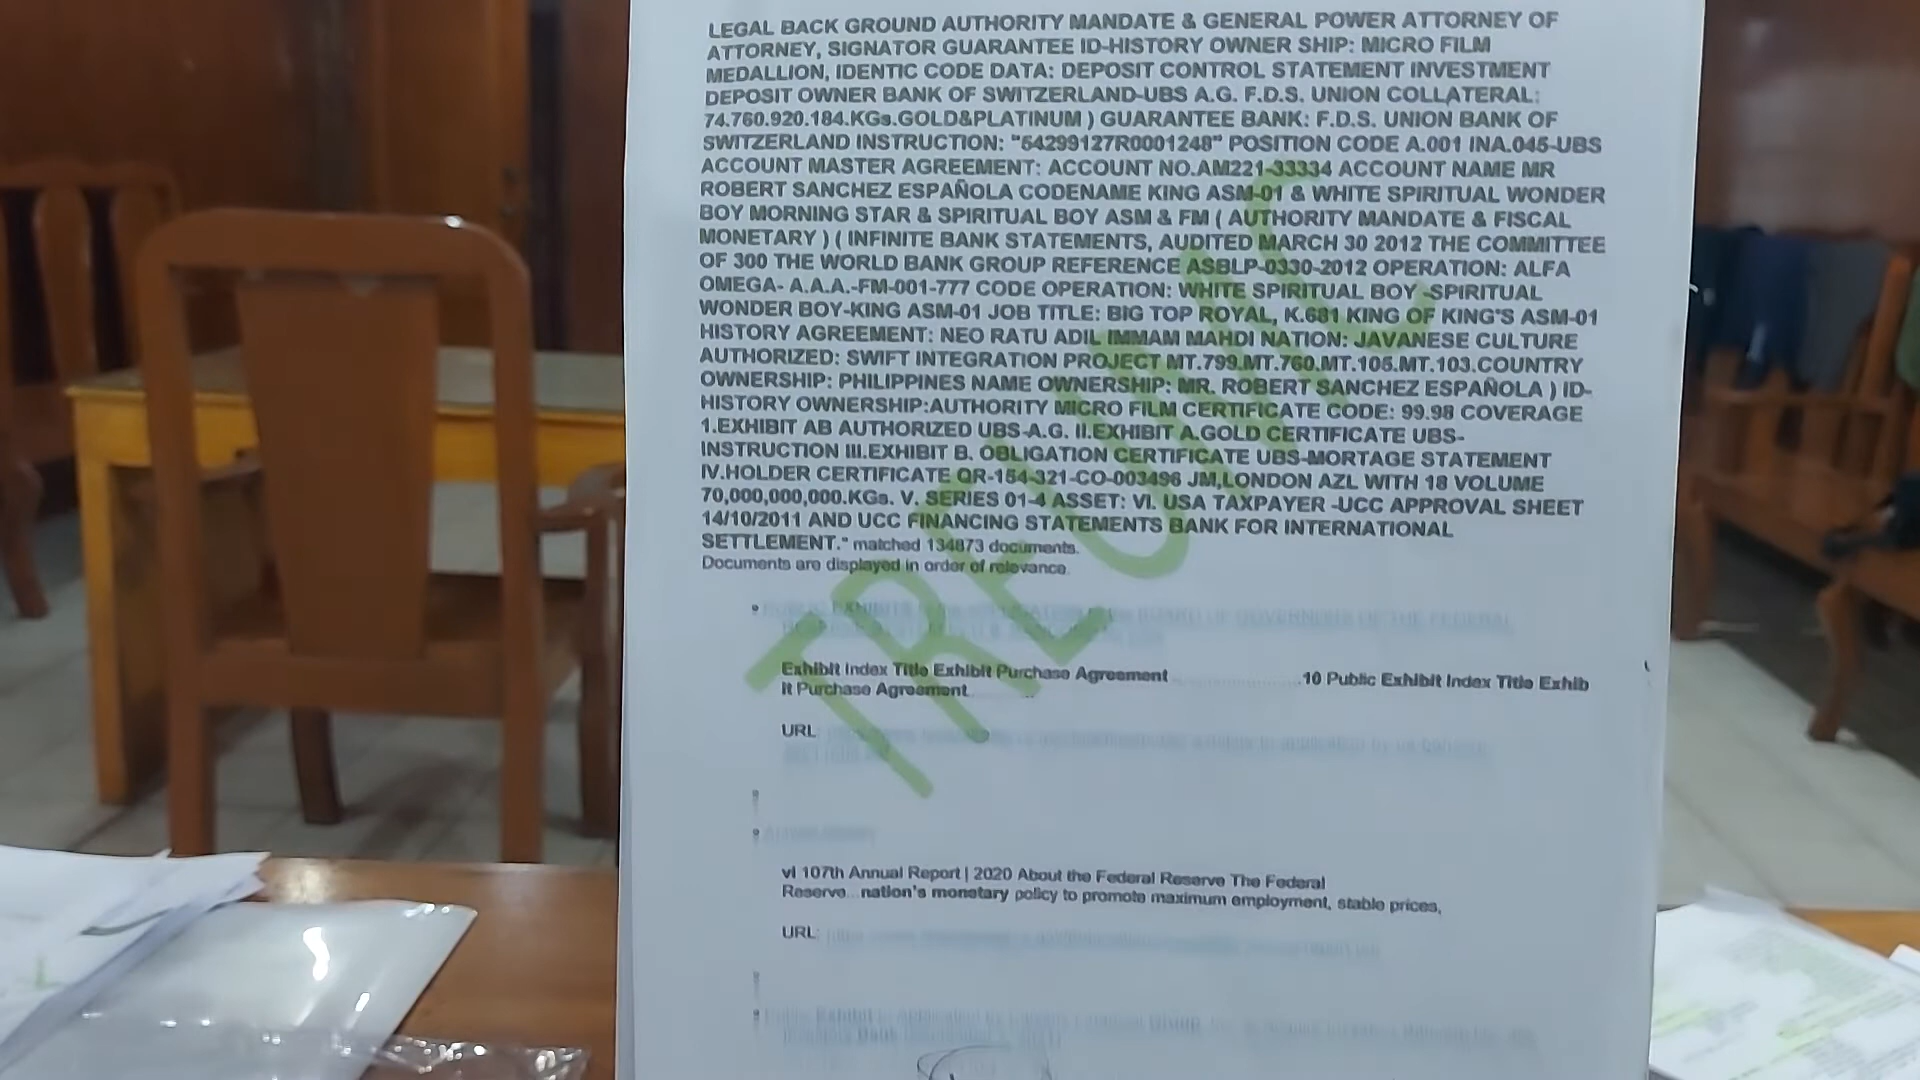 LEGAL BACK GROUND AUTHORITY MANDATE & GENERAL POWER ATTORNEY OF
ATTORNEY, SIGNATOR GUARANTEE ID-HISTORY OWNER SHIP: MICRO FILM
MEDALLION, IDENTIC CODE DATA: DEPOSIT CONTROL STATEMENT INVESTMENT
DEPOSIT OWNER BANK OF SWITZERLAND-UBS A.G. F.D.S. UNION COLLATERAL:
74.760.920.184.KGs.GOLD&PLATINUM ) GUARANTEE BANK: F.D.S. UNION BANK OF
SWITZERLAND INSTRUCTION: "54299127R0001248" POSITION CODE A.001 INA.045-UBS
ACCOUNT MASTER AGREEMENT: ACCOUNT NO.AM221-33334 ACCOUNT NAME MR
ROBERT SANCHEZ ESPAÑOLA CODENAME KING ASM-01 & WHITE SPIRITUAL WONDER
BOY MORNING STAR & SPIRITUAL BOY ASM & FM ( AUTHORITY MANDATE & FISCAL
MONETARY ) ( INFINITE BANK STATEMENTS, AUDITED MARCH 30 2012 THE COMMITTEE
OF 300 THE WORLD BANK GROUP REFERENCE ASBLP-0330-2012 OPERATION: ALFA
OMEGA- A.A.A.-FM-001-777 CODE OPERATION: WHITE SPIRITUAL BOY -SPIRITUAL
WONDER BOY-KING ASM-01 JOB TITLE: BIG TOP ROYAL, K.681 KING OF KING'S ASM-01
HISTORY AGREEMENT: NEO RATU ADIL IMMAM MAHDI NATION: JAVANESE CULTURE
AUTHORIZED: SWIFT INTEGRATION PROJECT MT.799.MT.760.MT.105.MT.103.COUNTRY
OWNERSHIP: PHILIPPINES NAME OWNERSHIP: MR. ROBERT SANCHEZ ESPAÑOLA ) ID-
HISTORY OWNERSHIP:AUTHORITY MICRO FILM CERTIFICATE CODE: 99.98 COVERAGE
1.EXHIBIT AB AUTHORIZED UBS-A.G. II.EXHIBIT A.GOLD CERTIFICATE UBS-
INSTRUCTION III.EXHIBIT B. OBLIGATION CERTIFICATE UBS-MORTAGE STATEMENT
IV.HOLDER CERTIFICATE QR-154-321-CO-003496 JM,LONDON AZL WITH 18 VOLUME
70,000,000,000.KGs. V. SERIES 01-4 ASSET: VI. USA TAXPAYER -UCC APPROVAL SHEET
14/10/2011 AND UCC FINANCING STATEMENTS BANK FOR INTERNATIONAL
SETTLEMENT." matched 134873 documents.
Documents are displayed in order of relevance.
TREUVIC
Exhibit Index Title Exhibit Purchase Agreement ........................10 Public Exhibit Index Title Exhib
it Purchase Agreement
URL:
vi 107th Annual Report | 2020 About the Federal Reserve The Federal
Reserve...nation's monetary policy to promote maximum employment, stable prices,
URL: